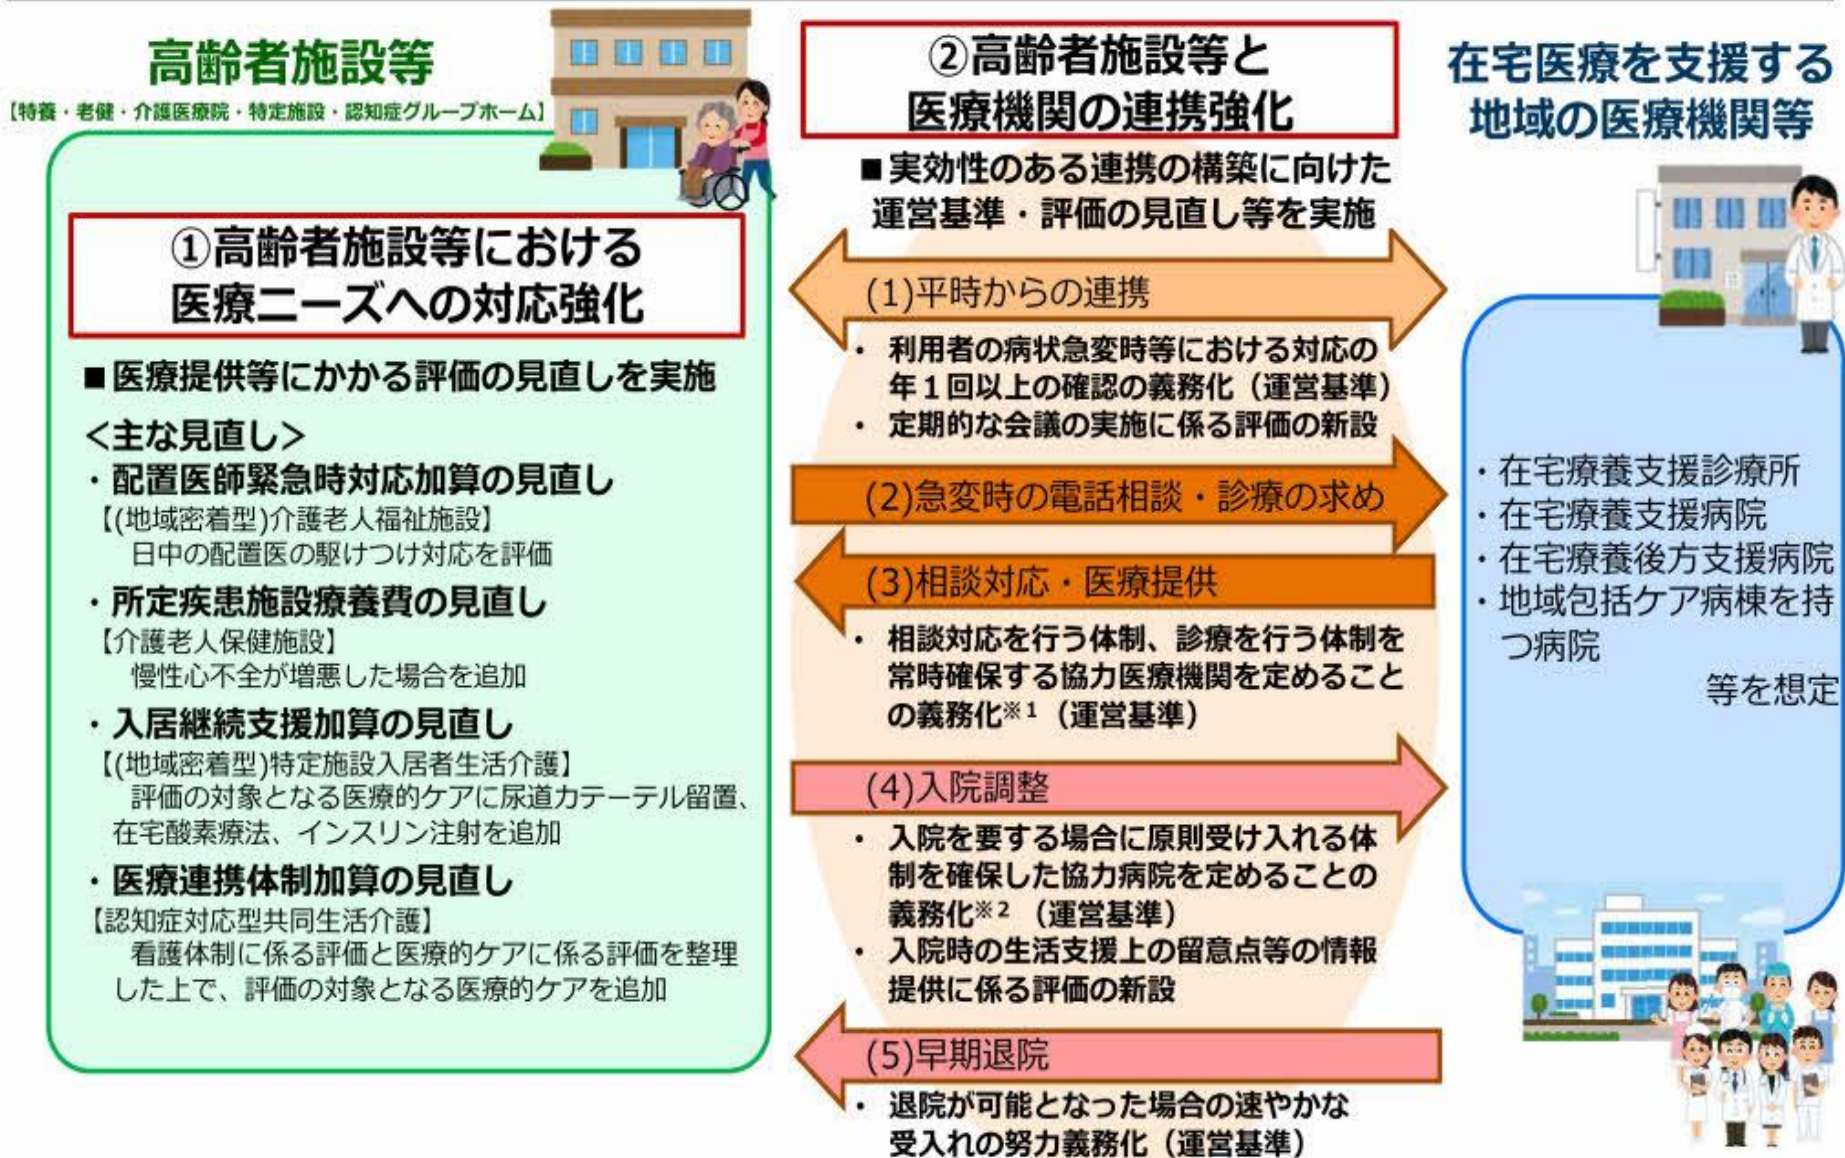 高齢者施設等
【特養・老健・介護医療院・特定施設・認知症グループホーム】
①高齢者施設等における
医療ニーズへの対応強化
■医療提供等にかかる評価の見直しを実施
＜主な見直し＞
・配置医師緊急時対応加算の見直し
【(地域密着型)介護老人福祉施設】
日中の配置医の駆けつけ対応を評価
・所定疾患施設療養費の見直し
【介護老人保健施設】
慢性心不全が増悪した場合を追加
・入居継続支援加算の見直し
【(地域密着型)特定施設入居者生活介護】
評価の対象となる医療的ケアに尿道カテーテル留置、
在宅酸素療法、インスリン注射を追加
・医療連携体制加算の見直し
【認知症対応型共同生活介護】
看護体制に係る評価と医療的ケアに係る評価を整理
した上で、評価の対象となる医療的ケアを追加
②高齢者施設等と
医療機関の連携強化
■実効性のある連携の構築に向けた
運営基準・評価の見直し等を実施
(1)平時からの連携
・ 利用者の病状急変時等における対応の
年１回以上の確認の義務化（運営基準）
・ 定期的な会議の実施に係る評価の新設
(2)急変時の電話相談・診療の求め
(3)相談対応・医療提供
・ 相談対応を行う体制、診療を行う体制を
常時確保する協力医療機関を定めること
の義務化※1（運営基準）
(4)入院調整
・ 入院を要する場合に原則受け入れる体
制を確保した協力病院を定めることの
義務化※2 （運営基準）
・ 入院時の生活支援上の留意点等の情報
提供に係る評価の新設
(5)早期退院
・ 退院が可能となった場合の速やかな
受入れの努力義務化（運営基準）
在宅医療を支援する
地域の医療機関等
・在宅療養支援診療所
・在宅療養支援病院
・在宅療養後方支援病院
・地域包括ケア病棟を持
つ病院
等を想定